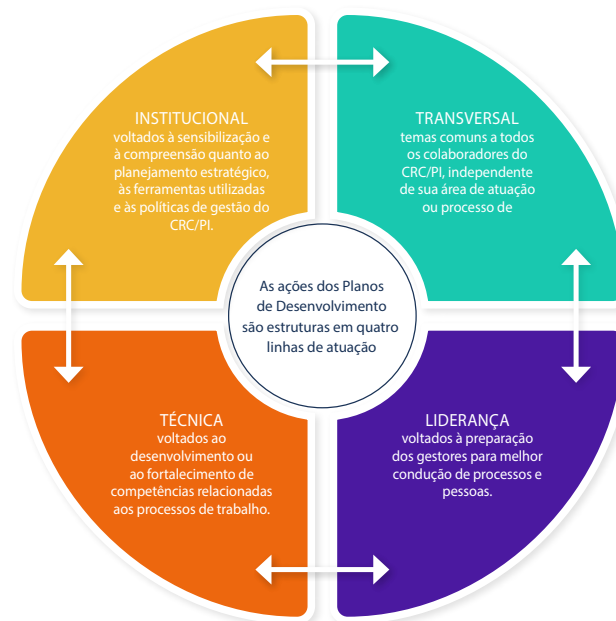 INSTITUCIONAL
voltados à sensibilização e
à compreensão quanto ao
planejamento estratégico,
às ferramentas utilizadas
e às políticas de gestão do
CRC/PI.
TRANSVERSAL
temas comuns a todos
os colaboradores do
CRC/PI, independente
de sua área de atuação
ou processo de
As ações dos Planos
de Desenvolvimento
são estruturas em quatro
linhas de atuação
TÉCNICA
voltados ao
desenvolvimento ou
ao fortalecimento de
competências relacionadas
aos processos de trabalho.
LIDERANÇA
voltados à preparação
dos gestores para melhor
condução de processos e
pessoas.